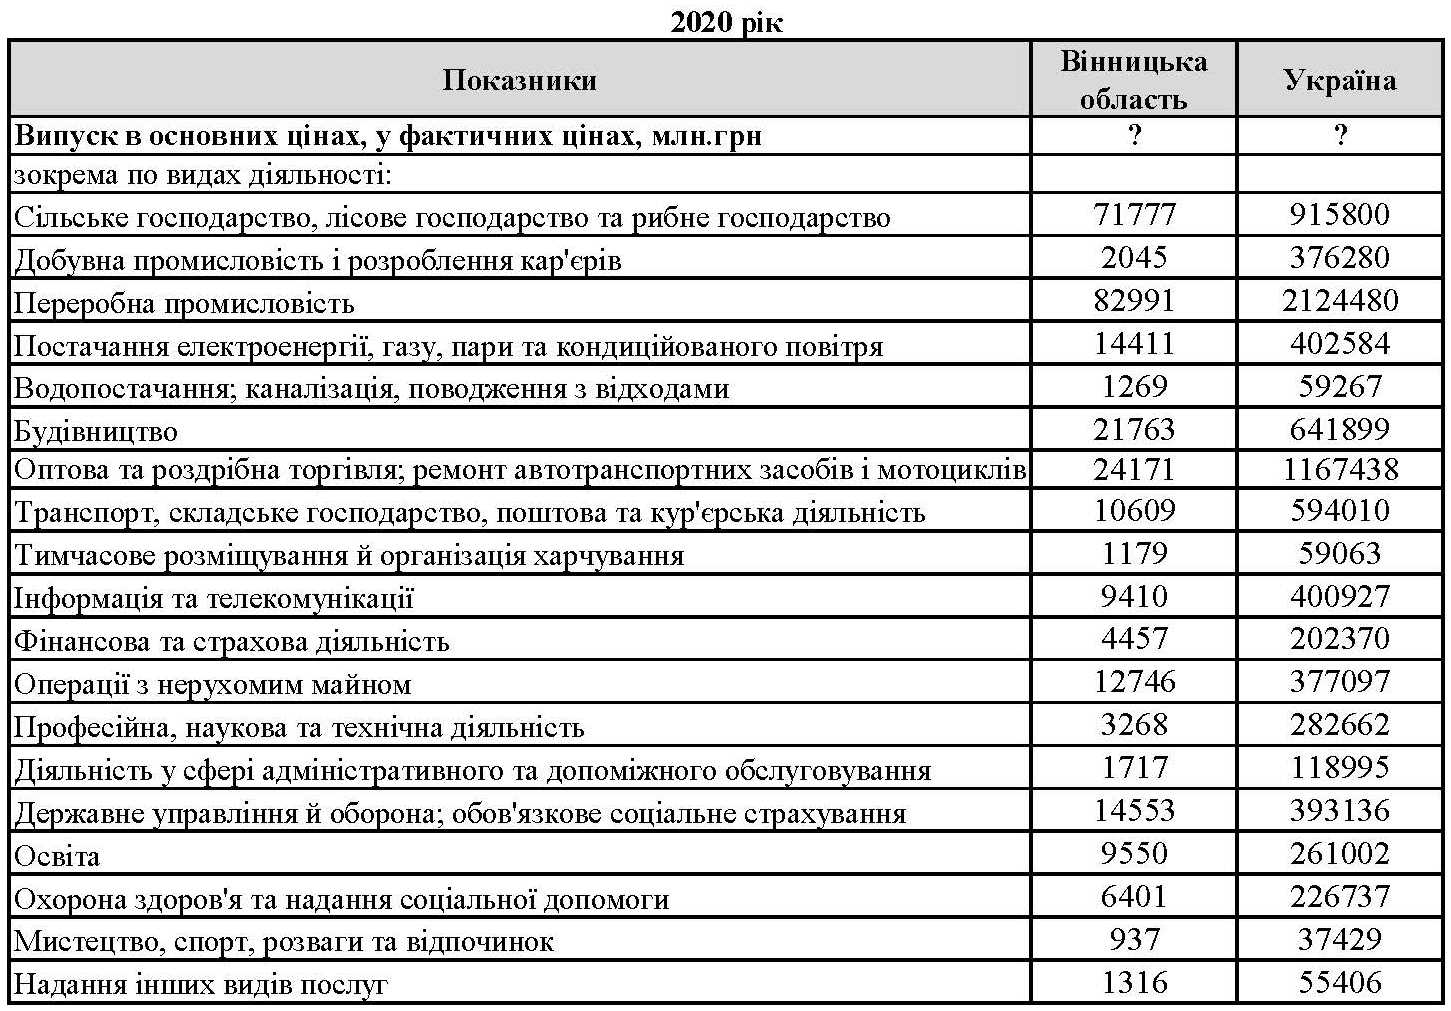 2020 рік
Показники Вінницька область Україна
Випуск в основних цінах, у фактичних цінах, млн.грн ? ?
зокрема по видах діяльності:
Сільське господарство, лісове господарство та рибне господарство 71777 915800
Добувна промисловість і розроблення кар'єрів 2045 376280
Переробна промисловість 82991 2124480
Постачання електроенергії, газу, пари та кондиційованого повітря 14411 402584
Водопостачання; каналізація, поводження з відходами 1269 59267
Будівництво 21763 641899
Оптова та роздрібна торгівля; ремонт автотранспортних засобів і мотоциклів 24171 1167438
Транспорт, складське господарство, поштова та кур'єрська діяльність 10609 594010
Тимчасове розміщування й організація харчування 1179 59063
Інформація та телекомунікації 9410 400927
Фінансова та страхова діяльність 4457 202370
Операції з нерухомим майном 12746 377097
Професійна, наукова та технічна діяльність 3268 282662
Діяльність у сфері адміністративного та допоміжного обслуговування 1717 118995
Державне управління й оборона; обов'язкове соціальне страхування 14553 393136
Освіта 9550 261002
Охорона здоров'я та надання соціальної допомоги 6401 226737
Мистецтво, спорт, розваги та відпочинок 937 37429
Надання інших видів послуг 1316 55406